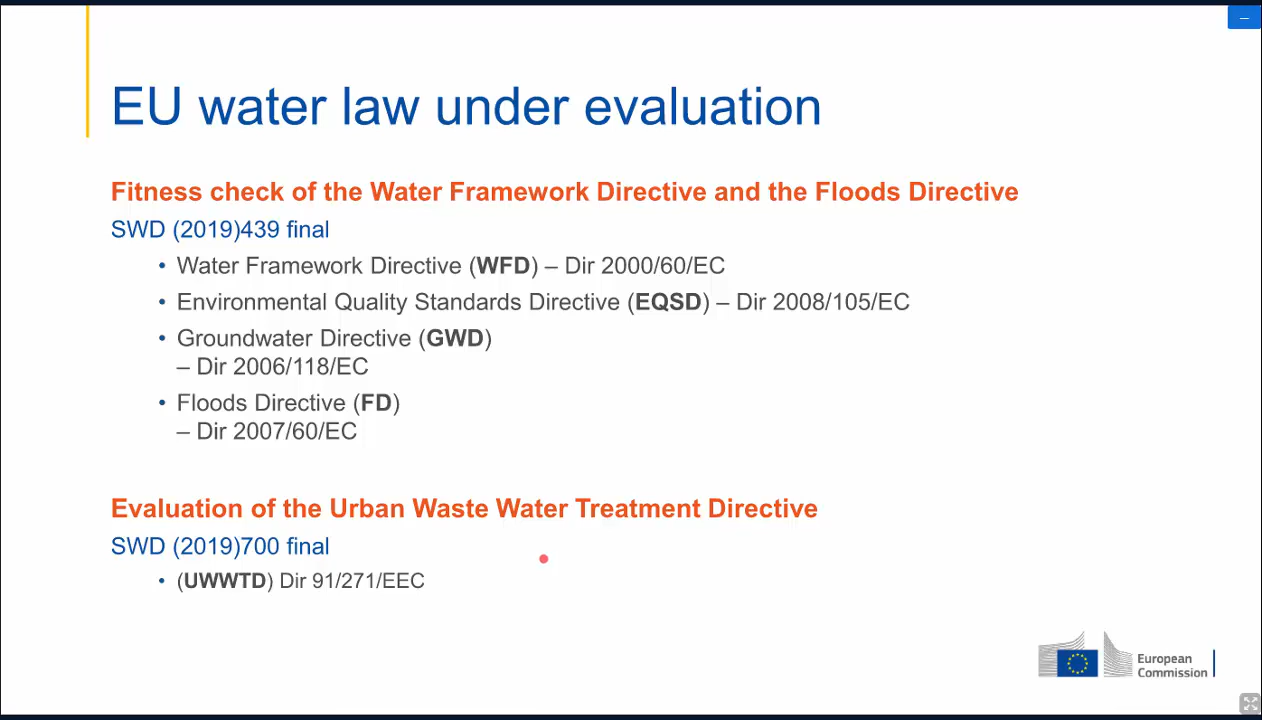 EU water law under evaluation
Fitness check of the Water Framework Directive and the Floods Directive
SWD (2019)439 final
• Water Framework Directive (WFD) – Dir 2000/60/EC
• Environmental Quality Standards Directive (EQSD) – Dir 2008/105/EC
• Groundwater Directive (GWD)
– Dir 2006/118/EC
• Floods Directive (FD)
– Dir 2007/60/EC
Evaluation of the Urban Waste Water Treatment Directive
SWD (2019)700 final
• (UWWTD) Dir 91/271/EEC
European
Commission